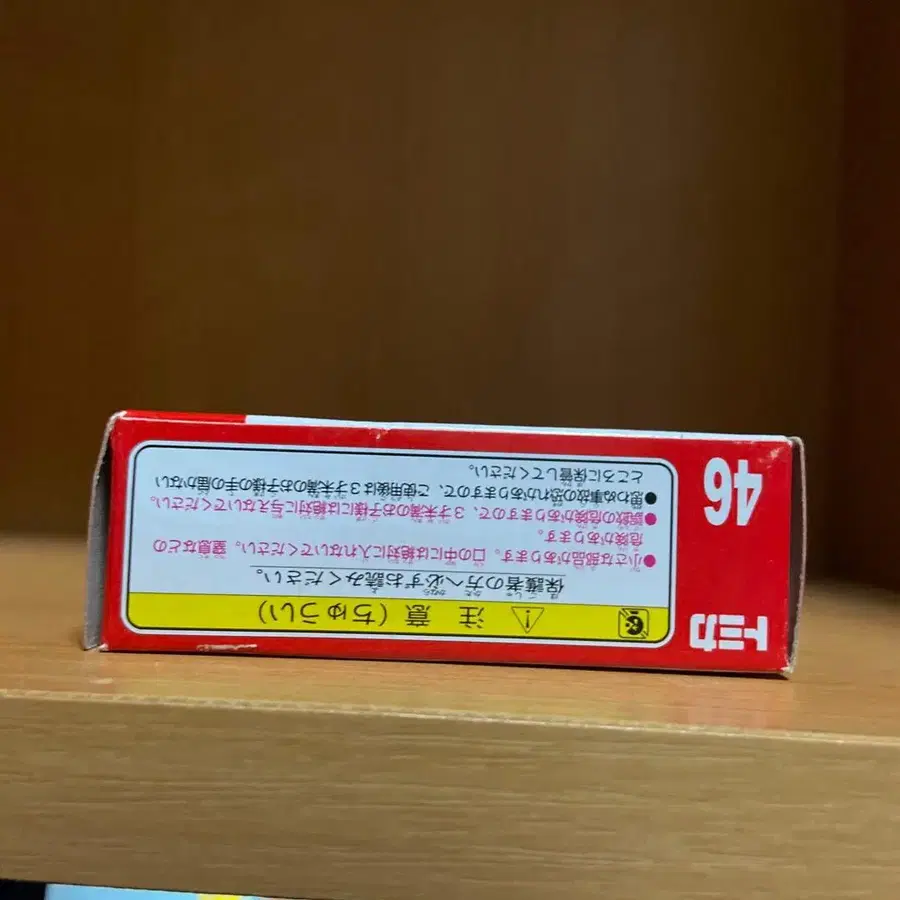 トミカ
46
注 意 (ちゅうい)
保護者の方へ必ずお読みください。
●小さな部品があります。口の中には絶対に入れないでください。窒息などの
危険があります。
●誤飲の危険がありますので、3才未満のお子様には絶対に与えないでください。
●思わぬ事故の恐れがありますので、ご使用後は3才未満のお子様の手の届かない
ところに保管してください。